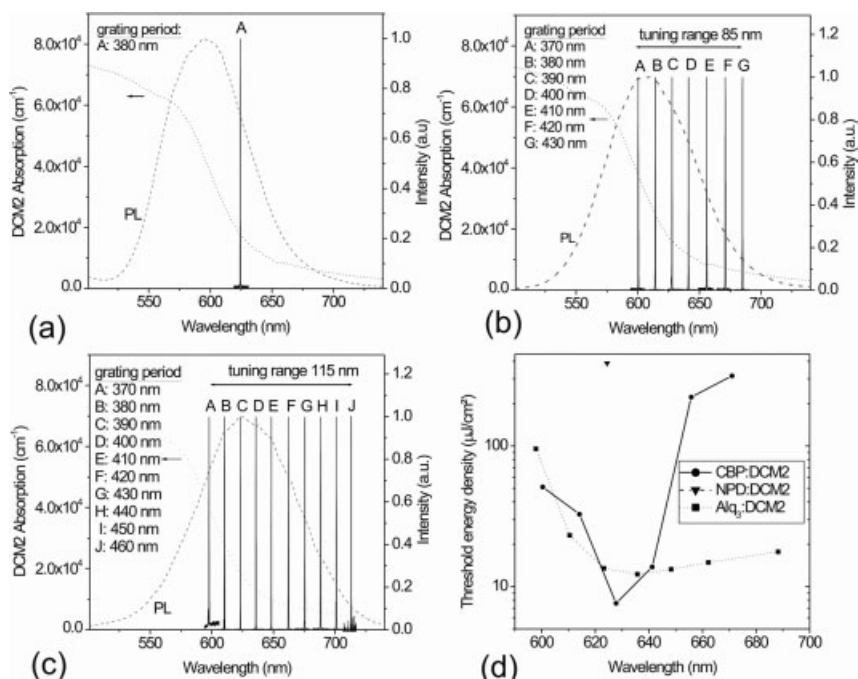 grating period:
A: 380 nm
A
8.0x10⁴
6.0x10⁴
4.0x10⁴
2.0x10⁴
0.0
DCM2 Absorption (cm⁻¹)
PL
1.0
0.8
0.6
0.4
0.2
0.0
Intensity (a.u)
550 600 650 700
Wavelength (nm)
(a)
grating period
A: 370 nm
B: 380 nm
C: 390 nm
D: 400 nm
E: 410 nm
F: 420 nm
G: 430 nm
tuning range 85 nm
A B C D E F G
8.0x10⁴
6.0x10⁴
4.0x10⁴
2.0x10⁴
0.0
DCM2 Absorption (cm⁻¹)
PL
1.2
1.0
0.8
0.6
0.4
0.2
0.0
Intensity (a.u.)
550 600 650 700
Wavelength (nm)
(b)
grating period
A: 370 nm
B: 380 nm
C: 390 nm
D: 400 nm
E: 410 nm
F: 420 nm
G: 430 nm
H: 440 nm
I: 450 nm
J: 460 nm
tuning range 115 nm
A B C D E F G H I J
8.0x10⁴
6.0x10⁴
4.0x10⁴
2.0x10⁴
0.0
DCM2 Absorption (cm⁻¹)
PL
1.2
1.0
0.8
0.6
0.4
0.2
0.0
Intensity (a.u.)
550 600 650 700
Wavelength (nm)
(c)
100
10
Threshold energy density (µJ/cm²)
CBP:DCM2
NPD:DCM2
Alq₃:DCM2
600 620 640 660 680 700
Wavelength (nm)
(d)